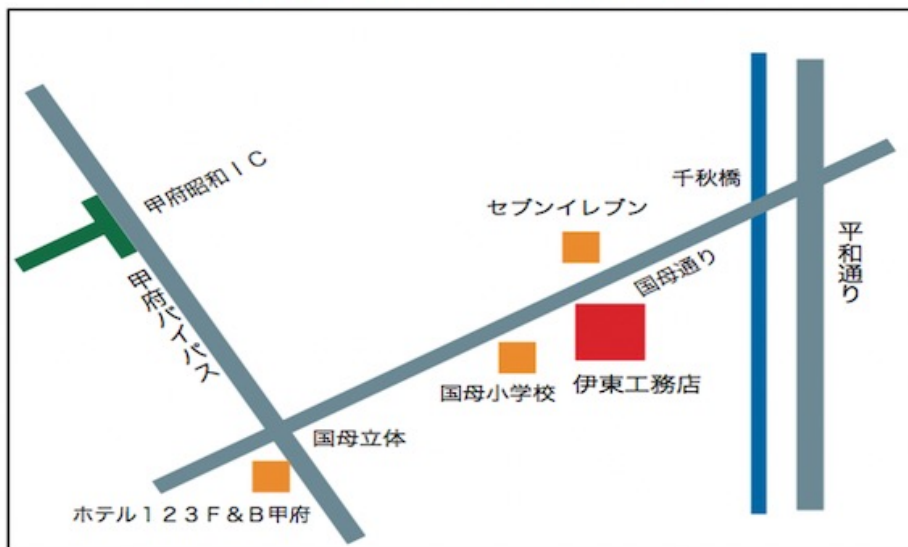 甲府昭和ＩＣ
千秋橋
セブンイレブン
国母通り
平和通り
甲府バイパス
国母小学校
伊東工務店
国母立体
ホテル１２３Ｆ＆Ｂ甲府